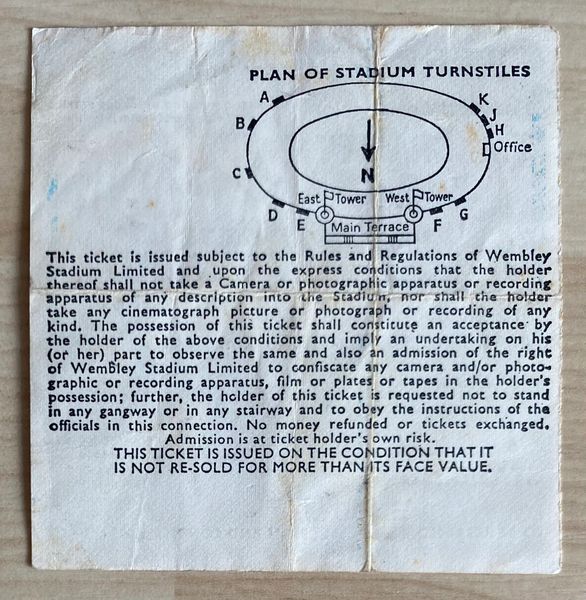 PLAN OF STADIUM TURNSTILES
A
K
J
B
H
Office
C
N
East Tower
West Tower
D
E
Main Terrace
F
G
This ticket is issued subject to the Rules and Regulations of Wembley
Stadium Limited and upon the express conditions that the holder
thereof shall not take a Camera or photographic apparatus or recording
apparatus of any description into the Stadium, nor shall the holder
take any cinematograph picture or photograph or recording of any
kind. The possession of this ticket shall constitute an acceptance by
the holder of the above conditions and imply an undertaking on his
(or her) part to observe the same and also an admission of the right
of Wembley Stadium Limited to confiscate any camera and/or photo-
graphic or recording apparatus, film or plates or tapes in the holder's
possession; further, the holder of this ticket is requested not to stand
in any gangway or in any stairway and to obey the instructions of the
officials in this connection. No money refunded or tickets exchanged.
Admission is at ticket holder's own risk.
THIS TICKET IS ISSUED ON THE CONDITION THAT IT
IS NOT RE-SOLD FOR MORE THAN ITS FACE VALUE.